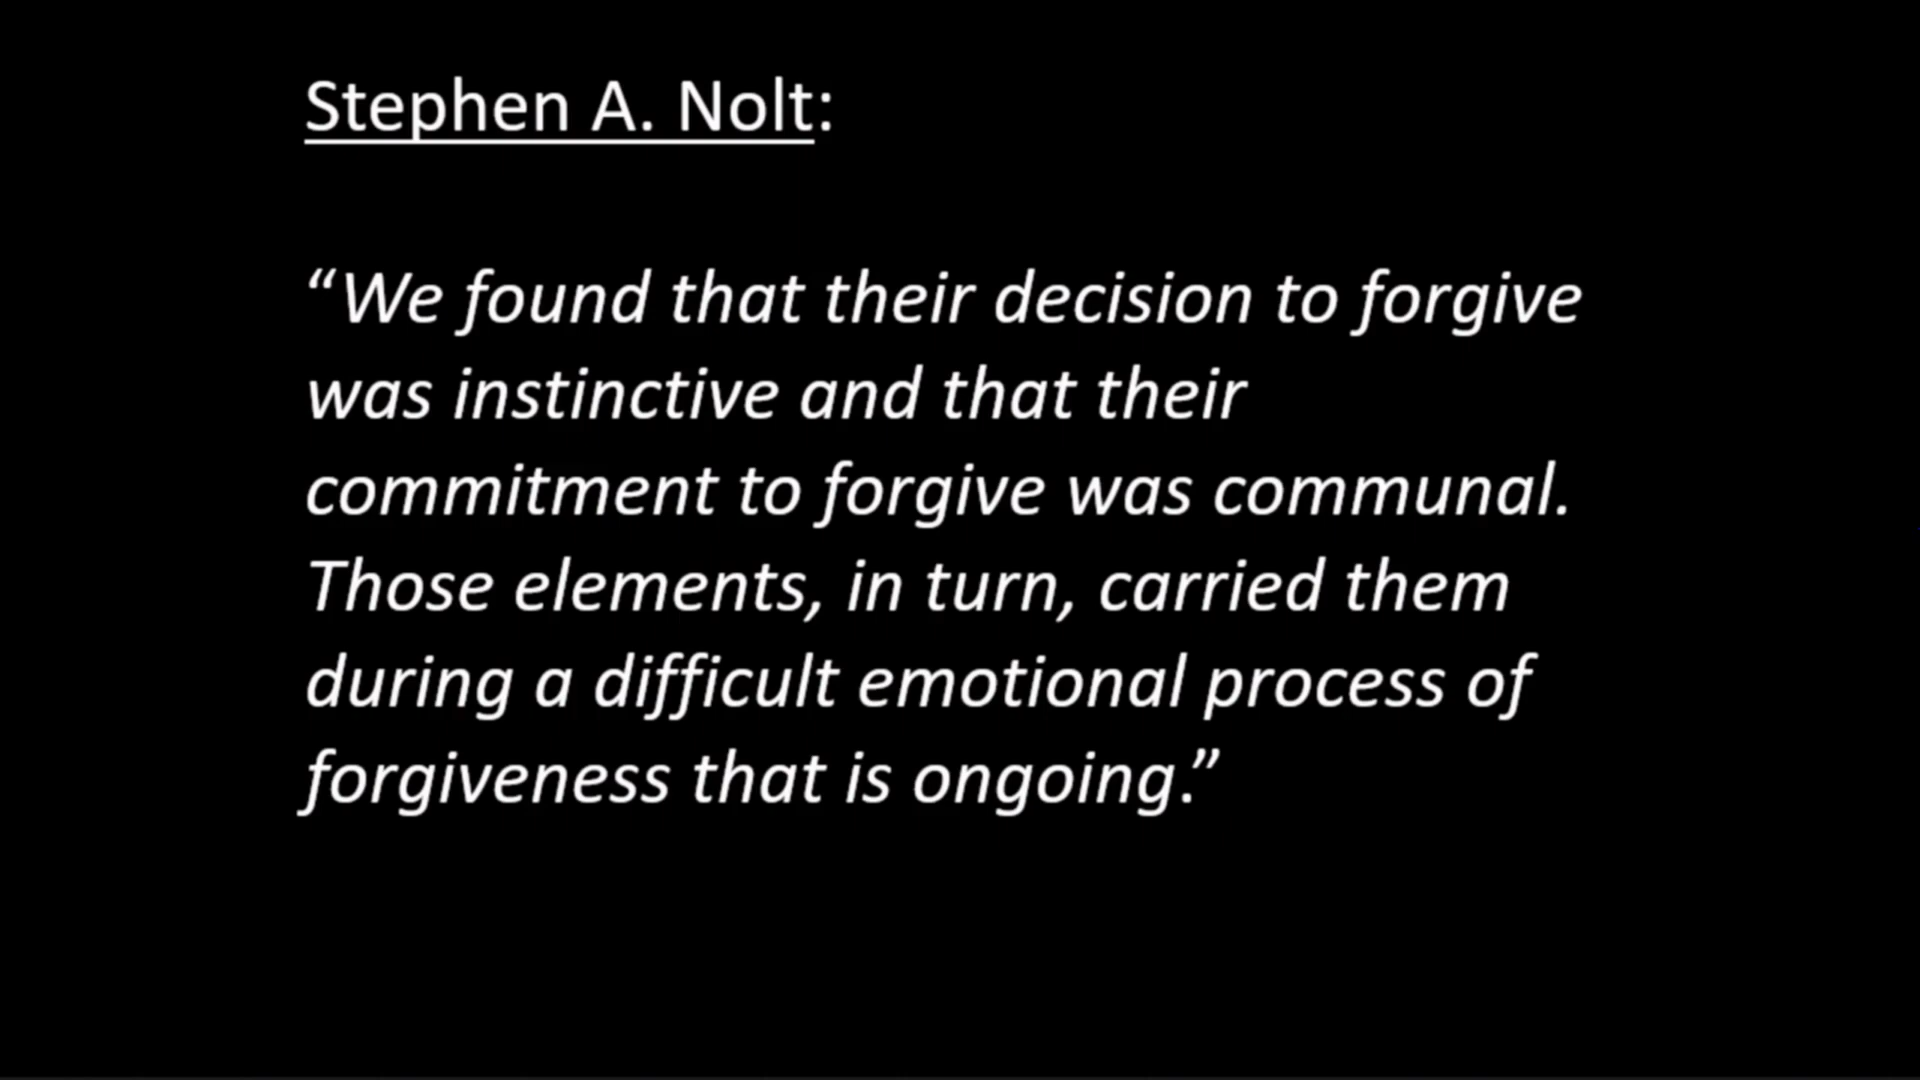 Stephen A. Nolt:
“We found that their decision to forgive
was instinctive and that their
commitment to forgive was communal.
Those elements, in turn, carried them
during a difficult emotional process of
forgiveness that is ongoing.”